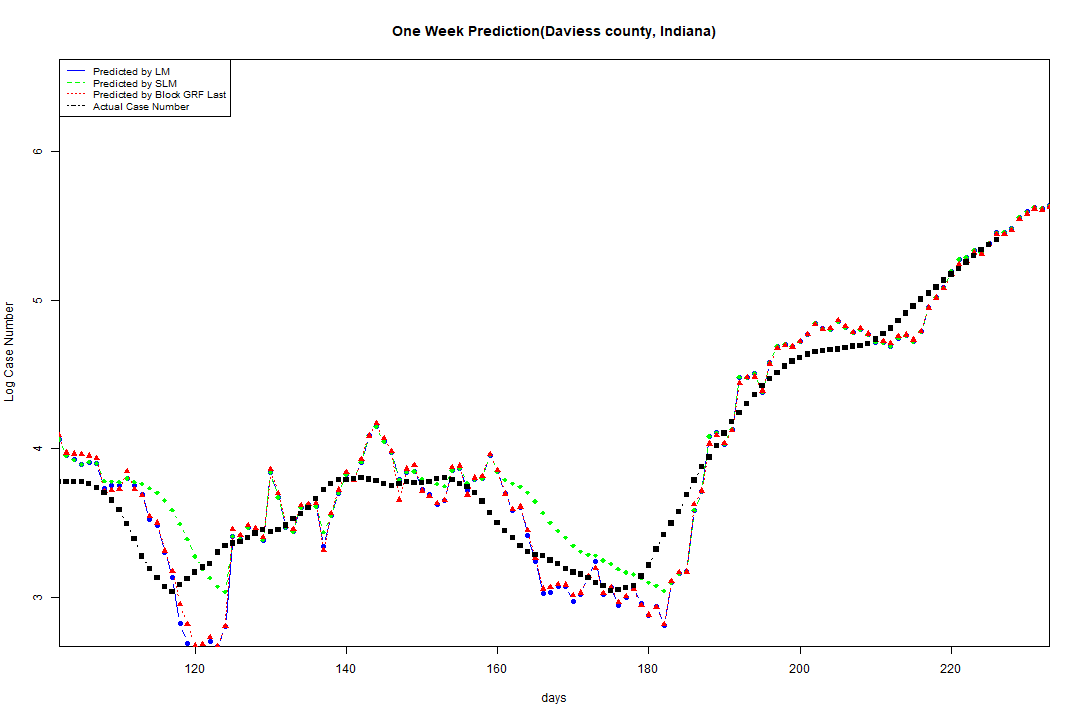 One Week Prediction(Daviess county, Indiana)
Predicted by LM
Predicted by SLM
Predicted by Block GRF Last
Actual Case Number
6
5
4
3
Log Case Number
120
140
160
180
200
220
days